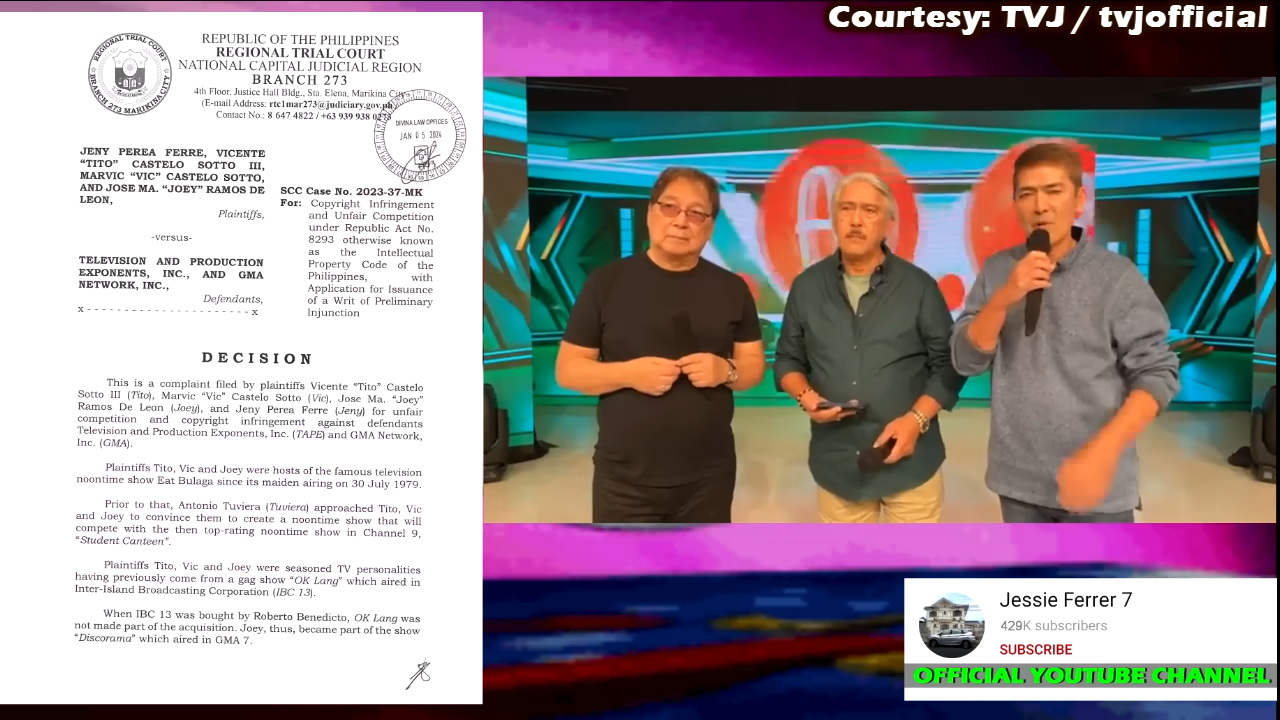 Courtesy: TVJ / tvjofficial
REPUBLIC OF THE PHILIPPINES
REGIONAL TRIAL COURT
NATIONAL CAPITAL JUDICIAL REGION
BRANCH 273
4th Floor, Justice Hall Bldg., Sta. Elena, Marikina City
(E-mail Address: rtc1mar273@judiciary.gov.ph
Contact No.: 8 647 4822 / +63 939 938 0273
REGIONAL TRIAL COURT
BRANCH 273 MARIKINA CITY
DIVINA LAW OFFICES
JAN 05 2024
JENY PEREA FERRE, VICENTE
“TITO” CASTELO SOTTO III,
MARVIC “VIC” CASTELO SOTTO,
AND JOSE MA. “JOEY” RAMOS DE
LEON,
Plaintiffs,
-versus-
TELEVISION AND PRODUCTION
EXPONENTS, INC., AND GMA
NETWORK, INC.,
Defendants,
x - - - - - - - - - - - - - - - - - - - - - - x
SCC Case No. 2023-37-MK
For: Copyright Infringement
and Unfair Competition
under Republic Act No.
8293 otherwise known
as the Intellectual
Property Code of the
Philippines, with
Application for Issuance
of a Writ of Preliminary
Injunction
DECISION
This is a complaint filed by plaintiffs Vicente “Tito” Castelo
Sotto III (Tito), Marvic “Vic” Castelo Sotto (Vic), Jose Ma. “Joey”
Ramos De Leon (Joey), and Jeny Perea Ferre (Jeny) for unfair
competition and copyright infringement against defendants
Television and Production Exponents, Inc. (TAPE) and GMA Network,
Inc. (GMA).
Plaintiffs Tito, Vic and Joey were hosts of the famous television
noontime show Eat Bulaga since its maiden airing on 30 July 1979.
Prior to that, Antonio Tuviera (Tuviera) approached Tito, Vic
and Joey to convince them to create a noontime show that will
compete with the then top-rating noontime show in Channel 9,
“Student Canteen”.
Plaintiffs Tito, Vic and Joey were seasoned TV personalities
having previously come from a gag show “OK Lang” which aired in
Inter-Island Broadcasting Corporation (IBC 13).
When IBC 13 was bought by Roberto Benedicto, OK Lang was
not made part of the acquisition. Joey, thus, became part of the show
“Discorama” which aired in GMA 7.
Jessie Ferrer 7
429K subscribers
SUBSCRIBE
OFFICIAL YOUTUBE CHANNEL